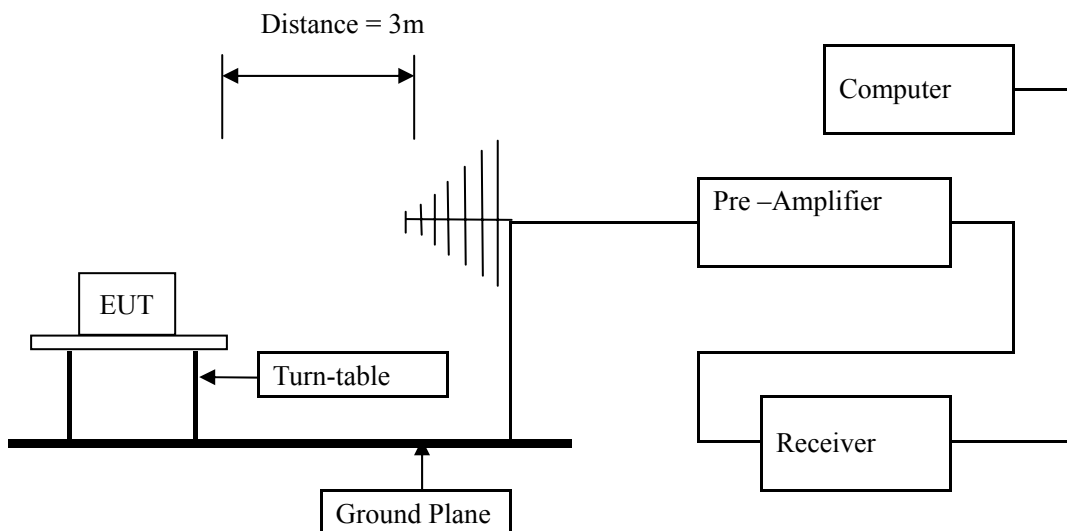 Distance = 3m
Computer
Pre –Amplifier
EUT
Turn-table
Receiver
Ground Plane